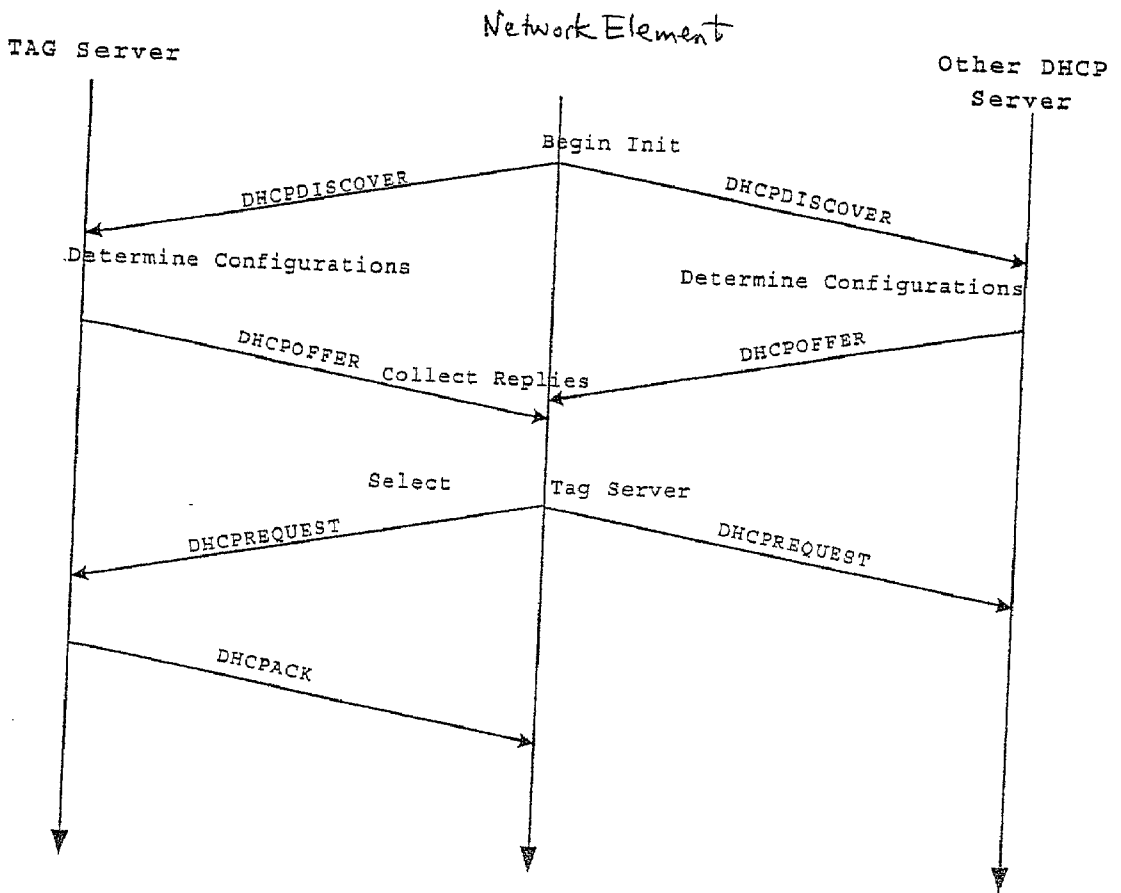 Network Element
TAG Server
Other DHCP
Server
Begin Init
DHCPDISCOVER
DHCPDISCOVER
Determine Configurations
Determine Configurations
DHCPOFFER
DHCPOFFER
Collect Replies
Select Tag Server
DHCPREQUEST
DHCPREQUEST
DHCPACK